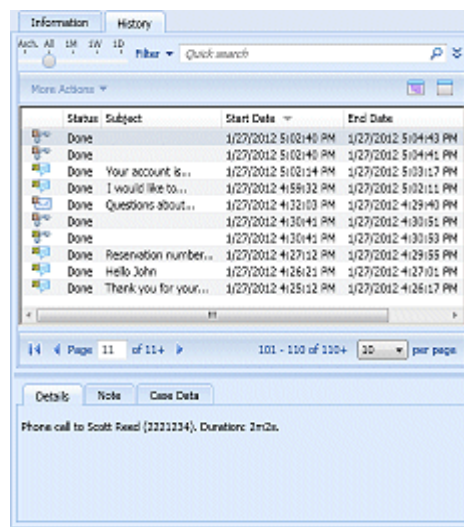 Information History
Arch. All 1M 1W 1D
Filter Quick search
More Actions
Status Subject Start Date End Date
Done 1/27/2012 5:02:40 PM 1/27/2012 5:04:43 PM
Done 1/27/2012 5:02:40 PM 1/27/2012 5:04:41 PM
Done Your account is... 1/27/2012 5:02:14 PM 1/27/2012 5:03:17 PM
Done I would like to... 1/27/2012 4:59:32 PM 1/27/2012 5:02:11 PM
Done Questions about... 1/27/2012 4:32:03 PM 1/27/2012 4:29:40 PM
Done 1/27/2012 4:30:41 PM 1/27/2012 4:30:51 PM
Done 1/27/2012 4:30:41 PM 1/27/2012 4:30:53 PM
Done Reservation number... 1/27/2012 4:27:12 PM 1/27/2012 4:29:55 PM
Done Hello John 1/27/2012 4:26:21 PM 1/27/2012 4:27:01 PM
Done Thank you for your... 1/27/2012 4:25:12 PM 1/27/2012 4:26:17 PM
Page 11 of 11+ 101 - 110 of 110+ 10 per page
Details Note Case Data
Phone call to Scott Reed (2221234). Duration: 2m2s.